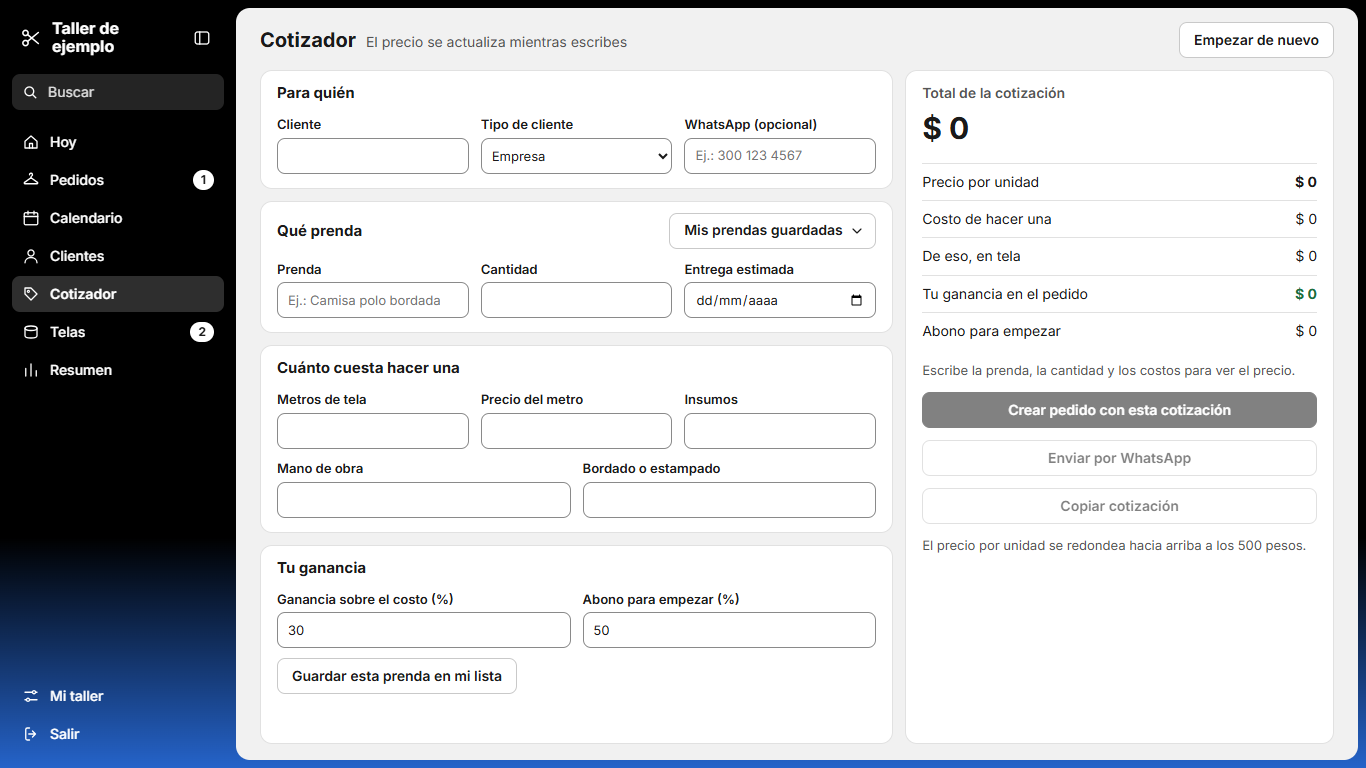 Taller de
ejemplo
Buscar
Hoy
Pedidos 1
Calendario
Clientes
Cotizador
Telas 2
Resumen
Mi taller
Salir
Cotizador El precio se actualiza mientras escribes
Empezar de nuevo
Para quién
Cliente Tipo de cliente WhatsApp (opcional)
Empresa Ej.: 300 123 4567
Qué prenda Mis prendas guardadas
Prenda Cantidad Entrega estimada
Ej.: Camisa polo bordada dd/mm/aaaa
Cuánto cuesta hacer una
Metros de tela Precio del metro Insumos
Mano de obra Bordado o estampado
Tu ganancia
Ganancia sobre el costo (%) Abono para empezar (%)
30 50
Guardar esta prenda en mi lista
Total de la cotización
$ 0
Precio por unidad $ 0
Costo de hacer una $ 0
De eso, en tela $ 0
Tu ganancia en el pedido $ 0
Abono para empezar $ 0
Escribe la prenda, la cantidad y los costos para ver el precio.
Crear pedido con esta cotización
Enviar por WhatsApp
Copiar cotización
El precio por unidad se redondea hacia arriba a los 500 pesos.